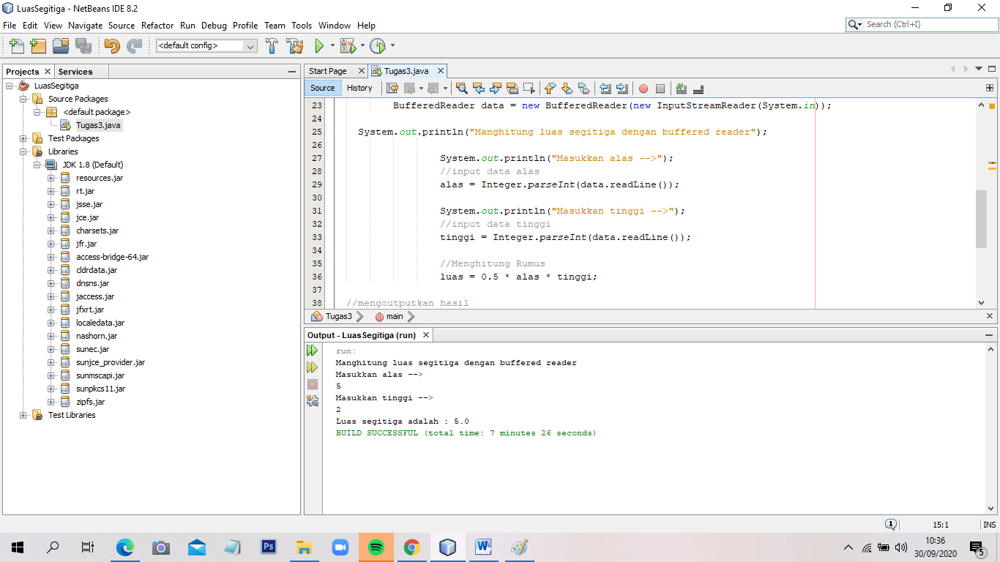 LuasSegitiga - NetBeans IDE 8.2
File Edit View Navigate Source Refactor Run Debug Profile Team Tools Window Help
Search (Ctrl+I)
<default config>
Projects
Services
LuasSegitiga
Source Packages
<default package>
Tugas3.java
Test Packages
Libraries
JDK 1.8 (Default)
resources.jar
rt.jar
jsse.jar
jce.jar
charsets.jar
jfr.jar
access-bridge-64.jar
cldrdata.jar
dnsns.jar
jaccess.jar
jfxrt.jar
localedata.jar
nashorn.jar
sunec.jar
sunjce_provider.jar
sunmscapi.jar
sunpkcs11.jar
zipfs.jar
Test Libraries
Start Page
Tugas3.java
Source History
23 BufferedReader data = new BufferedReader(new InputStreamReader(System.in));
24
25 System.out.println("Manghitung luas segitiga dengan buffered reader");
26
27 System.out.println("Masukkan alas -->");
28 //input data alas
29 alas = Integer.parseInt(data.readLine());
30
31 System.out.println("Masukkan tinggi -->");
32 //input data tinggi
33 tinggi = Integer.parseInt(data.readLine());
34
35 //Menghitung Rumus
36 luas = 0.5 * alas * tinggi;
37
38 //mengoutputkan hasil
Tugas3 main
Output - LuasSegitiga (run)
run:
Manghitung luas segitiga dengan buffered reader
Masukkan alas -->
5
Masukkan tinggi -->
2
Luas segitiga adalah : 5.0
BUILD SUCCESSFUL (total time: 7 minutes 26 seconds)
1
15:1
INS
Ps
W
10:36
30/09/2020
5